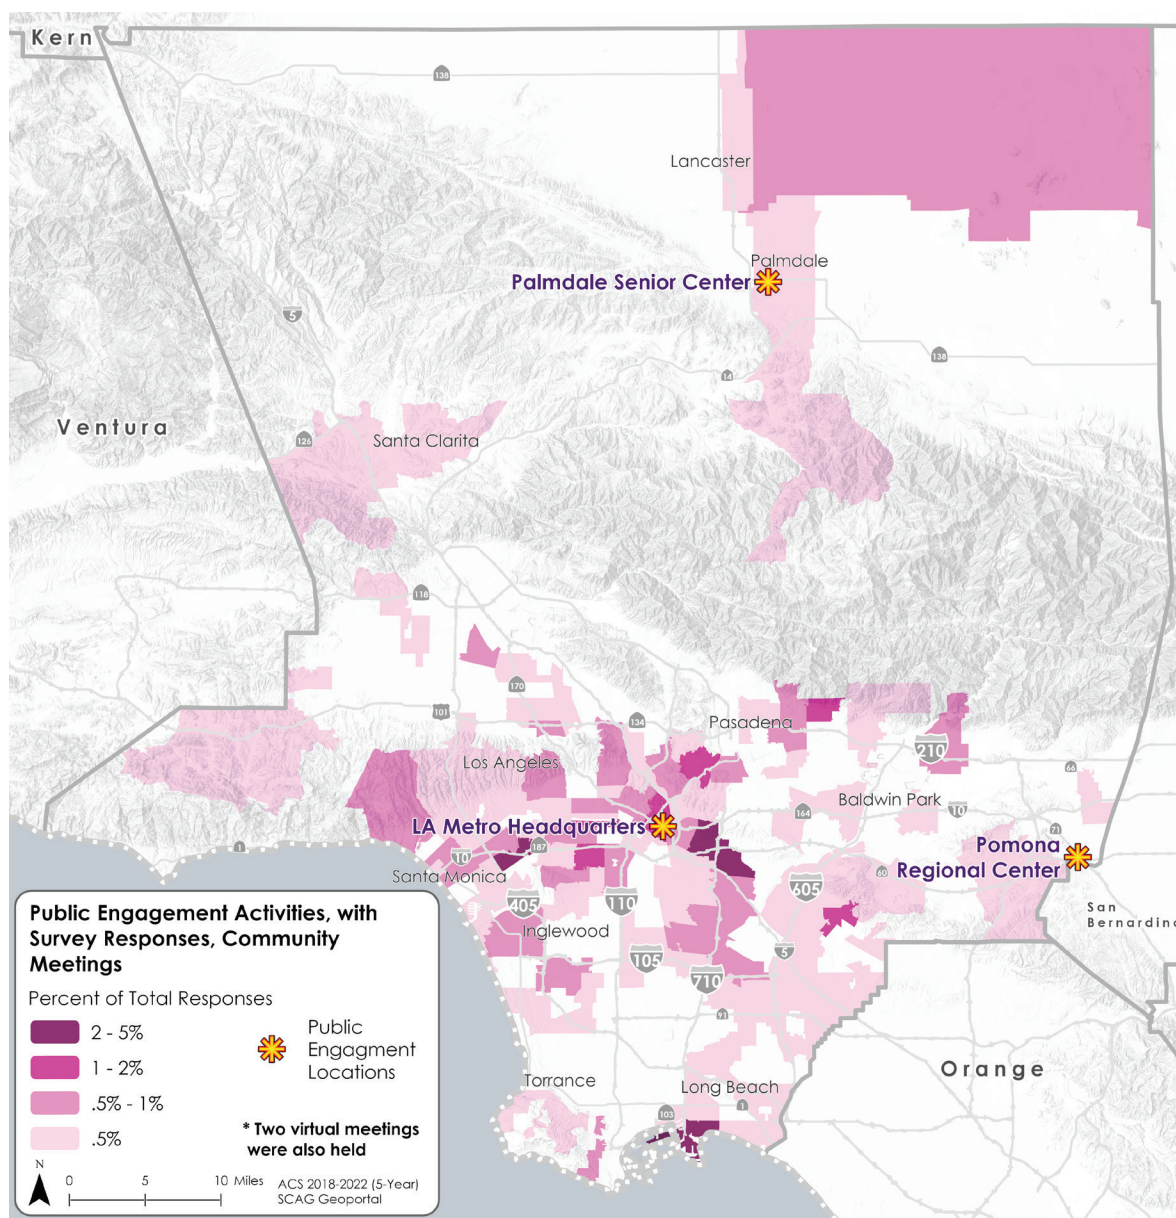 Kern
138
Lancaster
Palmdale
Palmdale Senior Center
5
138
14
Ventura
126
Santa Clarita
118
170
101
134
Pasadena
210
Los Angeles
66
Baldwin Park
10
LA Metro Headquarters
164
71
1
187
10
Pomona
Regional Center
Santa Monica
60
605
405
110
San
Bernardino
Inglewood
105
5
710
91
Orange
Torrance
Long Beach
103
1
Public Engagement Activities, with
Survey Responses, Community
Meetings
Percent of Total Responses
2 - 5%
1 - 2%
.5% - 1%
.5%
Public
Engagment
Locations
* Two virtual meetings
were also held
N
0 5 10 Miles
ACS 2018-2022 (5-Year)
SCAG Geoportal